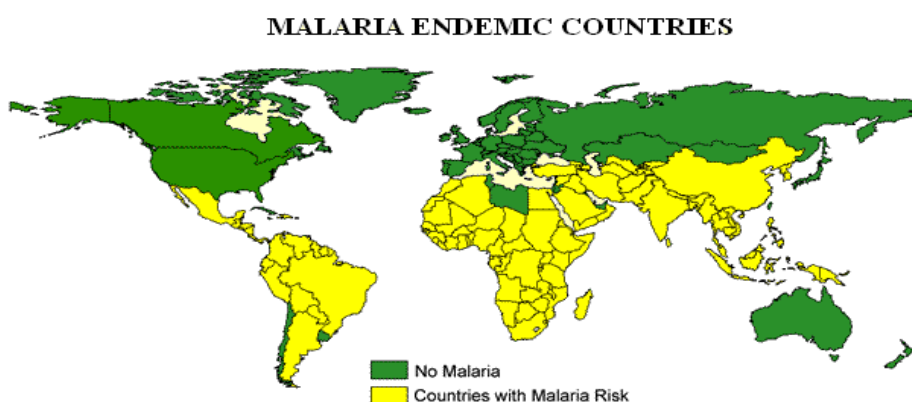 MALARIA ENDEMIC COUNTRIES
No Malaria
Countries with Malaria Risk